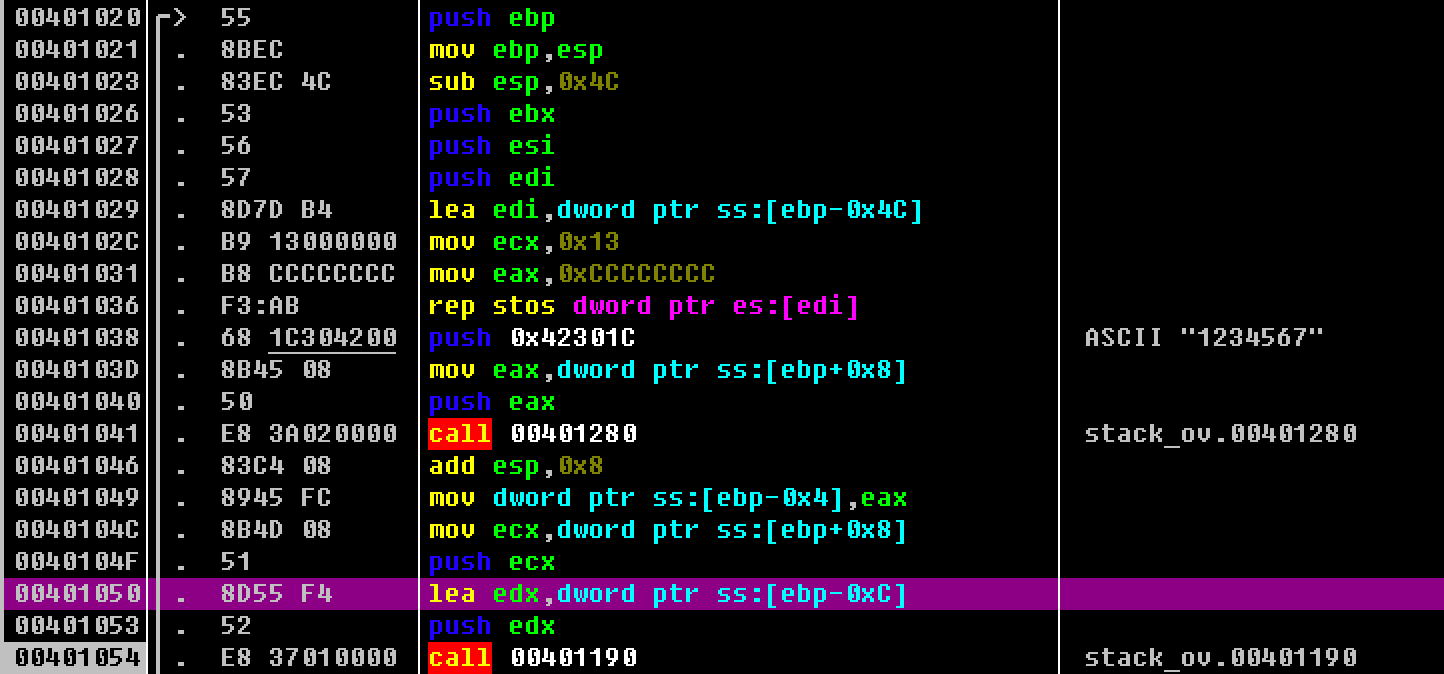 00401020 ┌> 55 push ebp
00401021 . 8BEC mov ebp,esp
00401023 . 83EC 4C sub esp,0x4C
00401026 . 53 push ebx
00401027 . 56 push esi
00401028 . 57 push edi
00401029 . 8D7D B4 lea edi,dword ptr ss:[ebp-0x4C]
0040102C . B9 13000000 mov ecx,0x13
00401031 . B8 CCCCCCCC mov eax,0xCCCCCCCC
00401036 . F3:AB rep stos dword ptr es:[edi]
00401038 . 68 1C304200 push 0x42301C ASCII "1234567"
0040103D . 8B45 08 mov eax,dword ptr ss:[ebp+0x8]
00401040 . 50 push eax
00401041 . E8 3A020000 call 00401280 stack_ov.00401280
00401046 . 83C4 08 add esp,0x8
00401049 . 8945 FC mov dword ptr ss:[ebp-0x4],eax
0040104C . 8B4D 08 mov ecx,dword ptr ss:[ebp+0x8]
0040104F . 51 push ecx
00401050 . 8D55 F4 lea edx,dword ptr ss:[ebp-0xC]
00401053 . 52 push edx
00401054 . E8 37010000 call 00401190 stack_ov.00401190